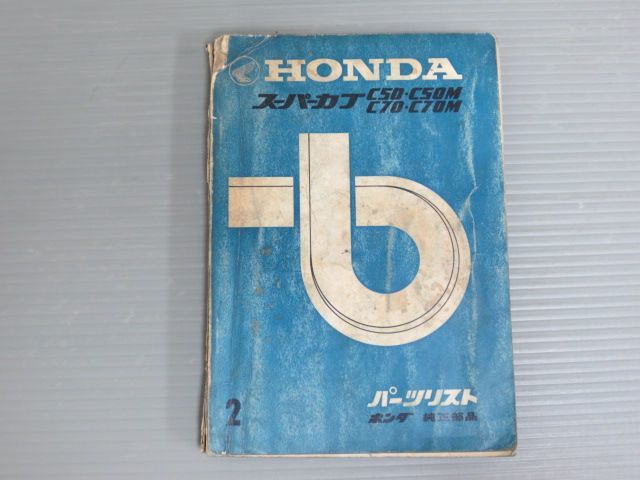 HONDA
スーパーカブ C50・C50M
C70・C70M
パーツリスト
2 ホンダ 純正部品